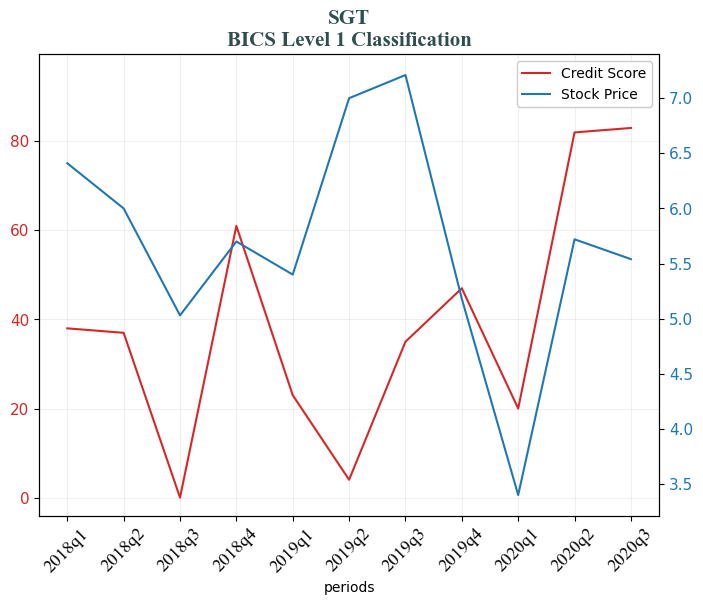 SGT
BICS Level 1 Classification
Credit Score
Stock Price
80
60
40
20
0
7.0
6.5
6.0
5.5
5.0
4.5
4.0
3.5
2018q1
2018q2
2018q3
2018q4
2019q1
2019q2
2019q3
2019q4
2020q1
2020q2
2020q3
periods